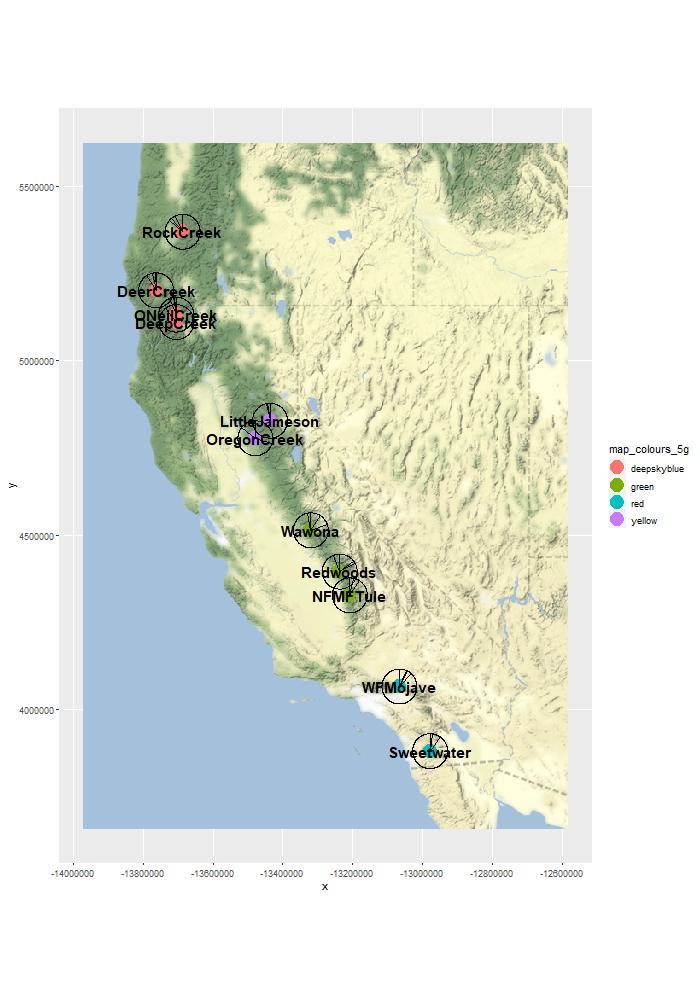 5500000
5000000
4500000
4000000
y
RockCreek
DeerCreek
ONeilCreek
DeepCreek
LittleJameson
OregonCreek
Wawona
Redwoods
NFMFTule
WFMojave
Sweetwater
-14000000 -13800000 -13600000 -13400000 -13200000 -13000000 -12800000 -12600000
x
map_colours_5g
deepskyblue
green
red
yellow